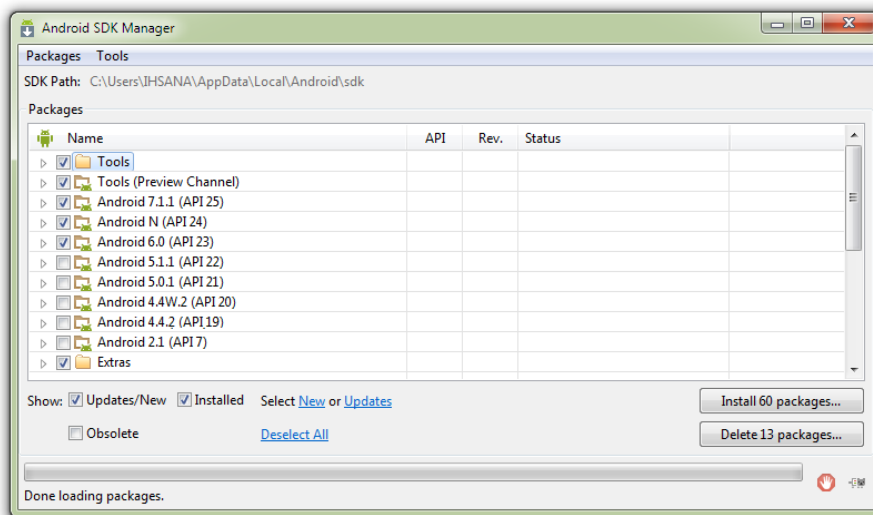 Android SDK Manager
Packages Tools
SDK Path: C:\Users\IHSANA\AppData\Local\Android\sdk
Packages
Name API Rev. Status
Tools
Tools (Preview Channel)
Android 7.1.1 (API 25)
Android N (API 24)
Android 6.0 (API 23)
Android 5.1.1 (API 22)
Android 5.0.1 (API 21)
Android 4.4W.2 (API 20)
Android 4.4.2 (API 19)
Android 2.1 (API 7)
Extras
Show: Updates/New Installed Select New or Updates Install 60 packages...
Obsolete Deselect All Delete 13 packages...
Done loading packages.